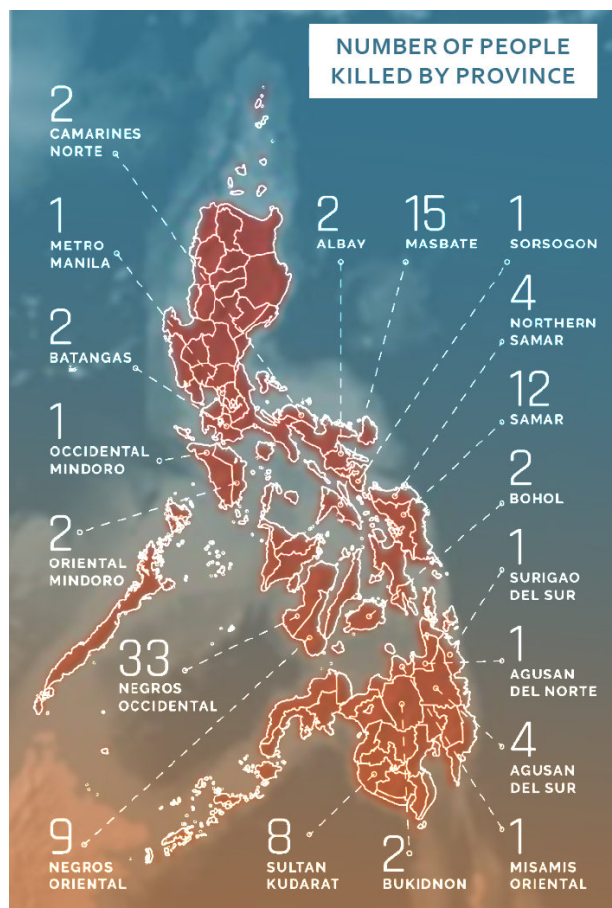 NUMBER OF PEOPLE
KILLED BY PROVINCE
2
CAMARINES
NORTE
1
METRO
MANILA
2
BATANGAS
1
OCCIDENTAL
MINDORO
2
ORIENTAL
MINDORO
33
NEGROS
OCCIDENTAL
9
NEGROS
ORIENTAL
2
ALBAY
15
MASBATE
1
SORSOGON
4
NORTHERN
SAMAR
12
SAMAR
2
BOHOL
1
SURIGAO
DEL SUR
1
AGUSAN
DEL NORTE
4
AGUSAN
DEL SUR
8
SULTAN
KUDARAT
2
BUKIDNON
1
MISAMIS
ORIENTAL